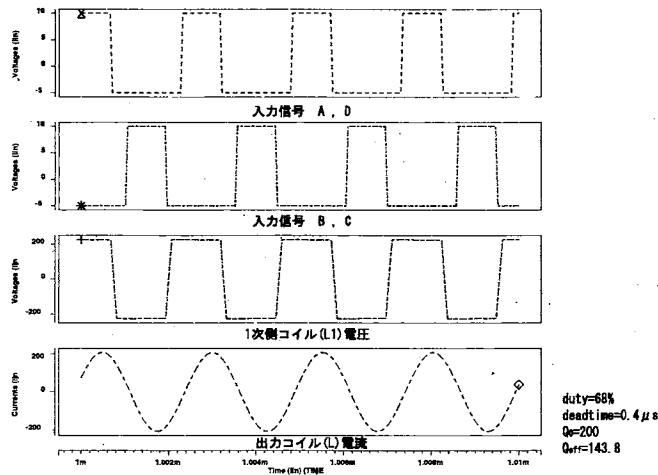 Voltages (lin)
10
5
0
-5
入力信号 A , D
Voltages (lin)
10
5
0
-5
入力信号 B , C
Voltages (lin
200
0
-200
1次側コイル(L1)電圧
Currents (lin
200
0
-200
出力コイル(L)電流
1m 1.002m 1.004m 1.006m 1.008m 1.01m
Time (lin) (TIME
duty=68%
deadtime=0.4μs
Q₀=200
Qeff=143.8